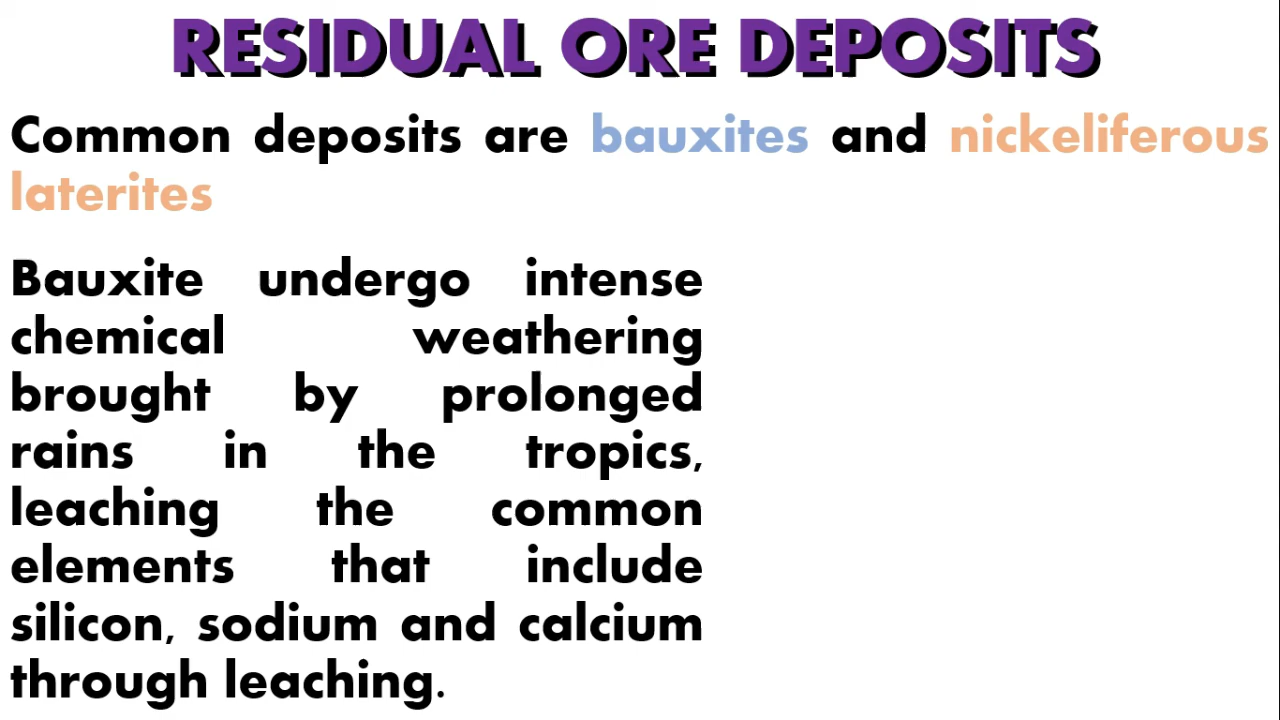 RESIDUAL ORE DEPOSITS
Common deposits are bauxites and nickeliferous
laterites
Bauxite undergo intense
chemical weathering
brought by prolonged
rains in the tropics,
leaching the common
elements that include
silicon, sodium and calcium
through leaching.